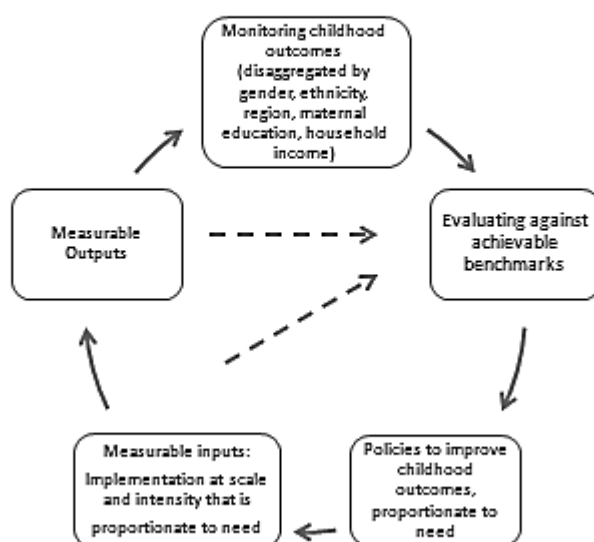 Monitoring childhood
outcomes
(disaggregated by
gender, ethnicity,
region, maternal
education, household
income)
Measurable
Outputs
Evaluating against
achievable
benchmarks
Measurable inputs:
Implementation at scale
and intensity that is
proportionate to need
Policies to improve
childhood
outcomes,
proportionate to
need